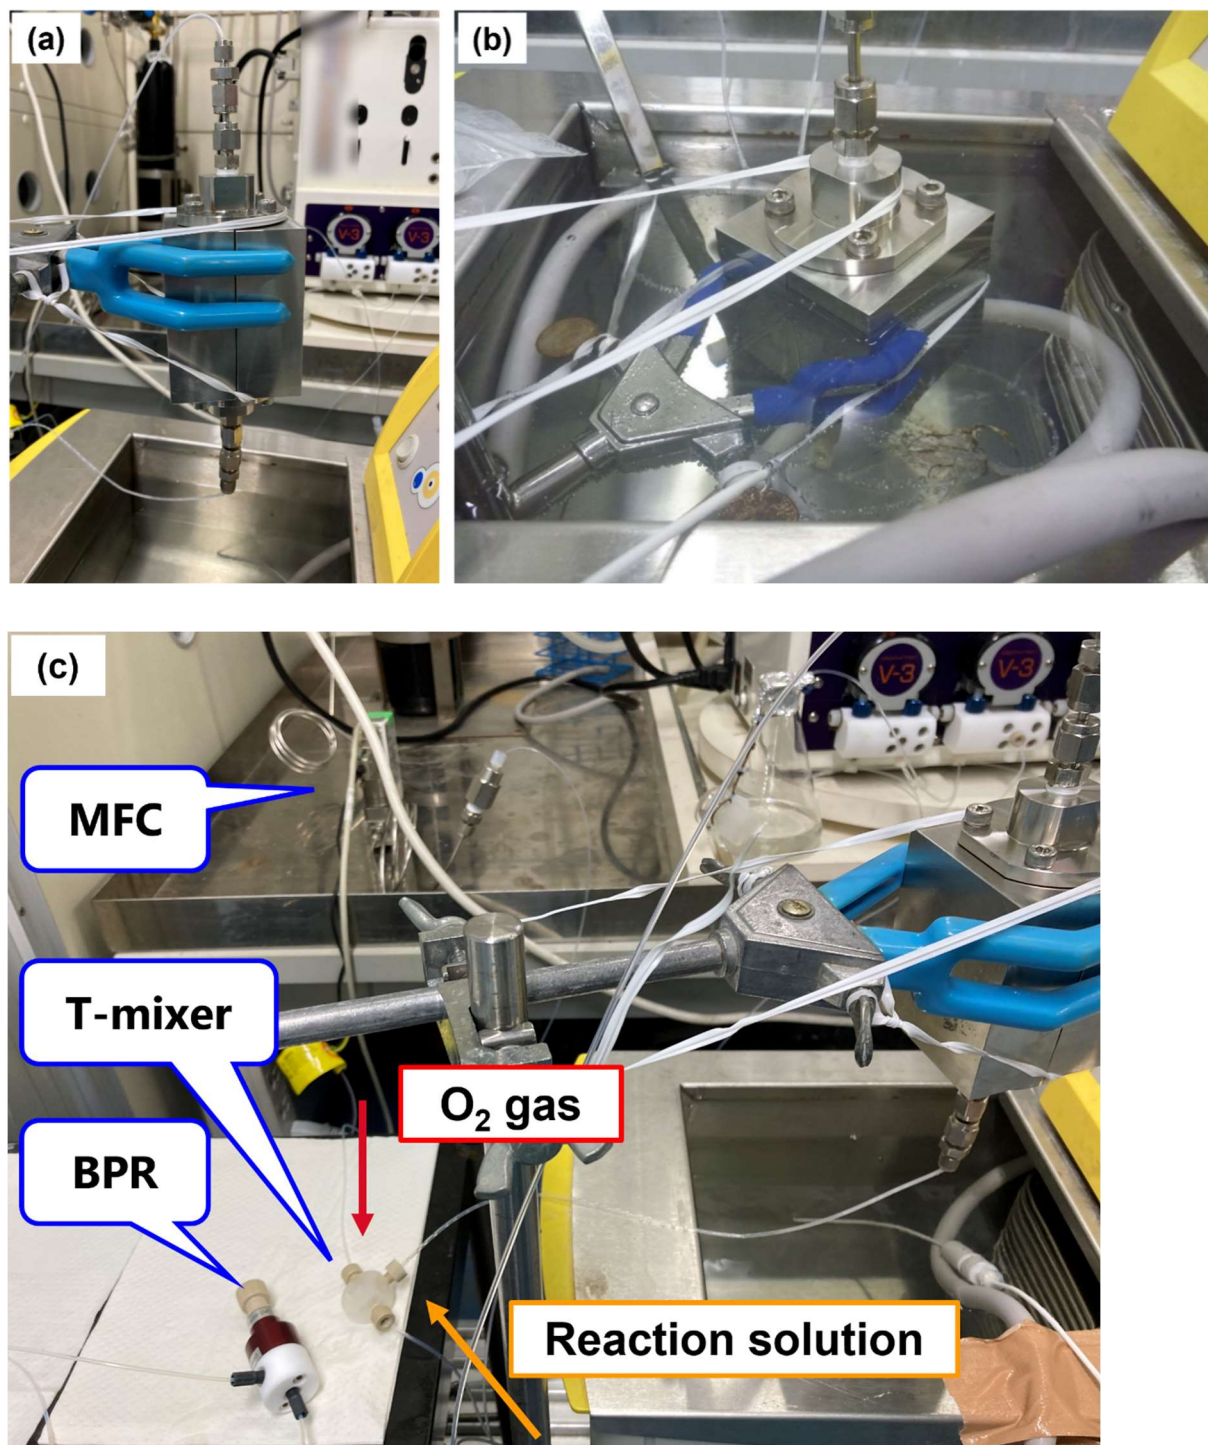 (a)
V-3 V-3
(b)
(c)
V-3 V-3
MFC
T-mixer
O₂ gas
BPR
Reaction solution